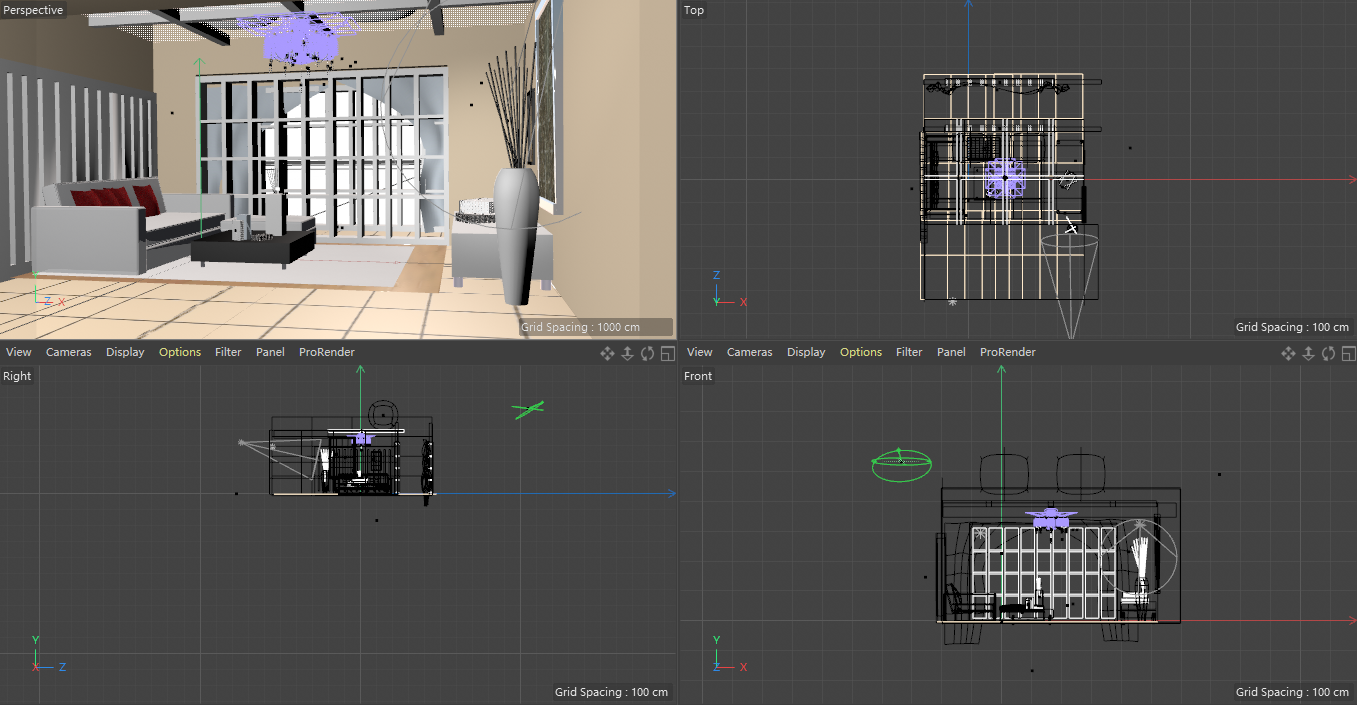 Perspective
Z X
Grid Spacing : 1000 cm
Top
Z
Y X
Grid Spacing : 100 cm
View Cameras Display Options Filter Panel ProRender
Right
Y
X Z
Grid Spacing : 100 cm
View Cameras Display Options Filter Panel ProRender
Front
Y
Z X
Grid Spacing : 100 cm